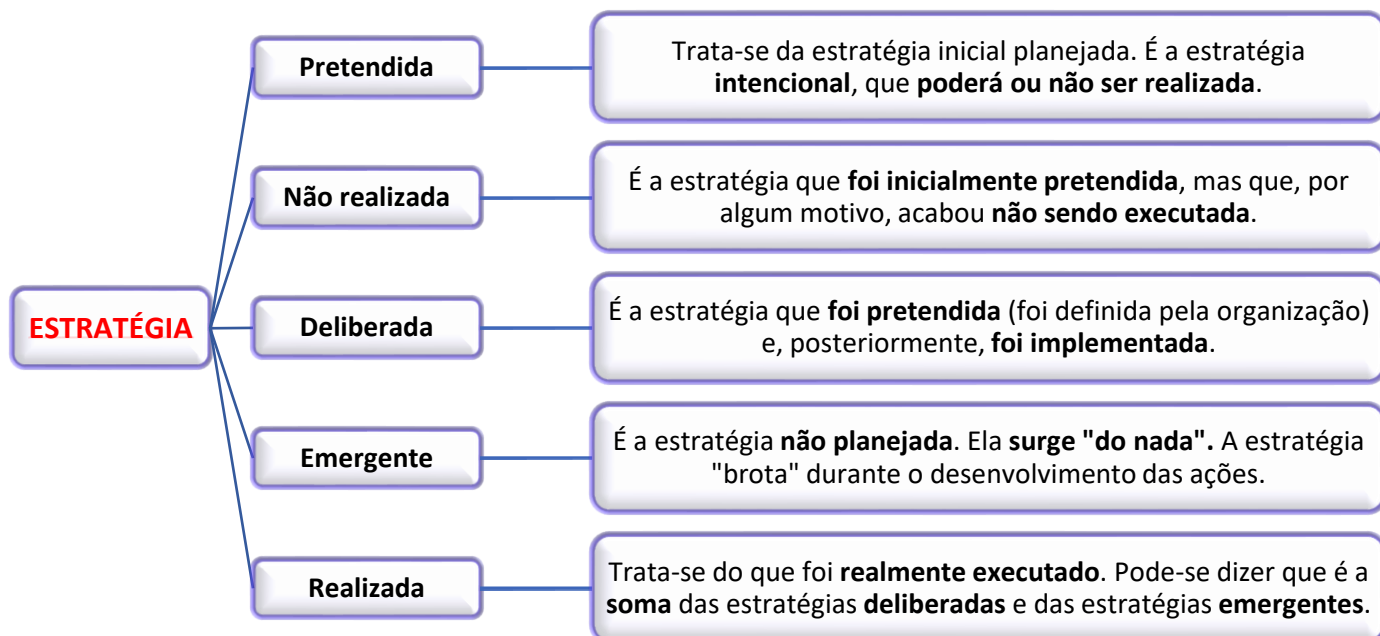 ESTRATÉGIA
Pretendida
Trata-se da estratégia inicial planejada. É a estratégia
intencional, que poderá ou não ser realizada.
Não realizada
É a estratégia que foi inicialmente pretendida, mas que, por
algum motivo, acabou não sendo executada.
Deliberada
É a estratégia que foi pretendida (foi definida pela organização)
e, posteriormente, foi implementada.
Emergente
É a estratégia não planejada. Ela surge "do nada". A estratégia
"brota" durante o desenvolvimento das ações.
Realizada
Trata-se do que foi realmente executado. Pode-se dizer que é a
soma das estratégias deliberadas e das estratégias emergentes.